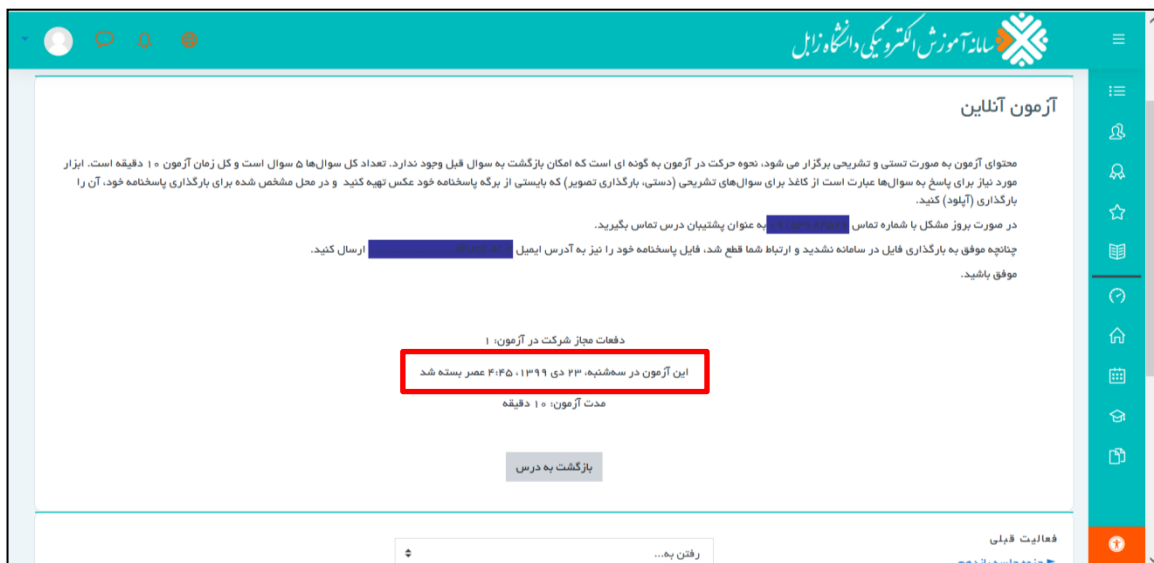 سامانه آموزش الکترونیکی دانشگاه زابل
آزمون آنلاین
محتوای آزمون به صورت تستی و تشریحی برگزار می شود، نحوه حرکت در آزمون به گونه ای است که امکان بازگشت به سوال قبل وجود ندارد. تعداد کل سوال‌ها ۵ سوال است و کل زمان آزمون ۱۰ دقیقه است. ابزار
مورد نیاز برای پاسخ به سوال‌ها عبارت است از کاغذ برای سوال‌های تشریحی (دستی، بارگذاری تصویر) که بایستی از برگه پاسخنامه خود عکس تهیه کنید و در محل مشخص شده برای بارگذاری پاسخنامه خود، آن را
بارگذاری (آپلود) کنید.
در صورت بروز مشکل با شماره تماس به عنوان پشتیبان درس تماس بگیرید.
چنانچه موفق به بارگذاری فایل در سامانه نشدید و ارتباط شما قطع شد، فایل پاسخنامه خود را نیز به آدرس ایمیل ارسال کنید.
موفق باشید.
دفعات مجاز شرکت در آزمون: ۱
این آزمون در سه‌شنبه، ۲۳ دی ۱۳۹۹، ۴:۴۵ عصر بسته شد
مدت آزمون: ۱۰ دقیقه
بازگشت به درس
فعالیت قبلی
رفتن به...